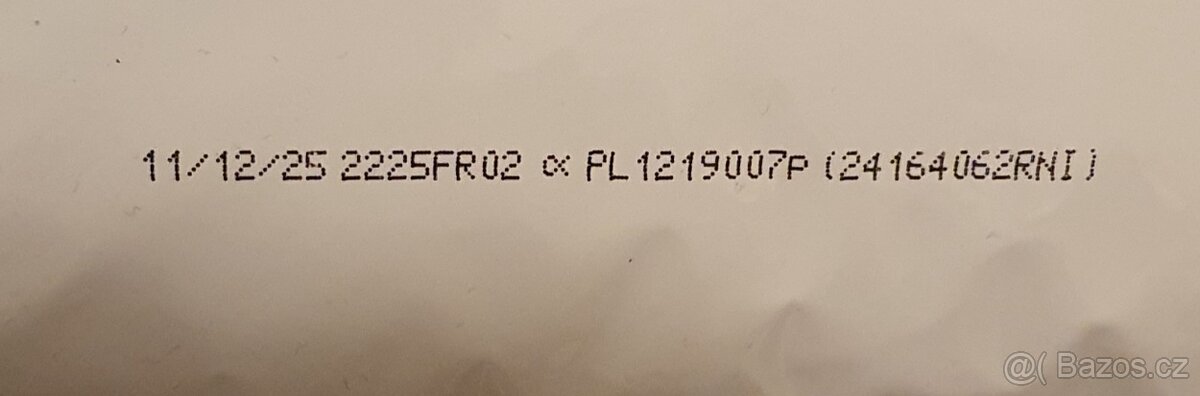 11/12/25 2225FR02 ∝ PL1219007P (24164062RNI)
@( Bazos.cz